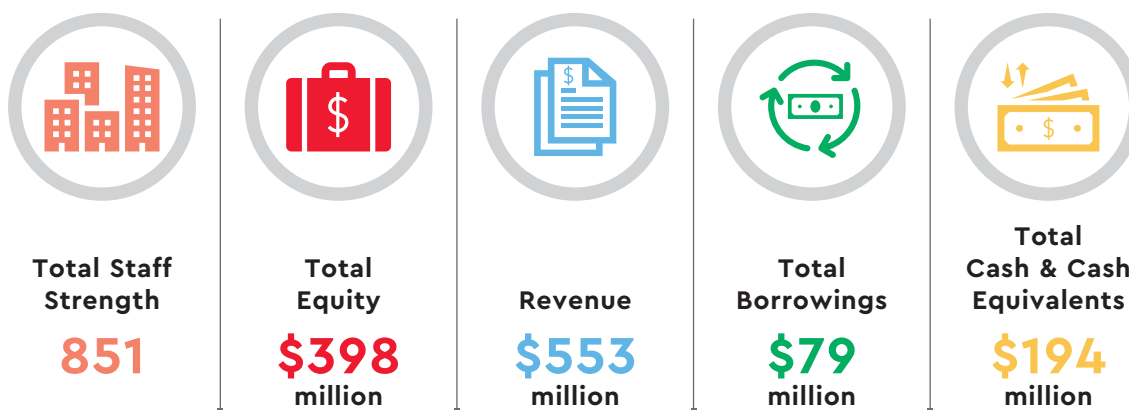 $
$
$
Total Staff
Strength
851
Total
Equity
$398
million
Revenue
$553
million
Total
Borrowings
$79
million
Total
Cash & Cash
Equivalents
$194
million